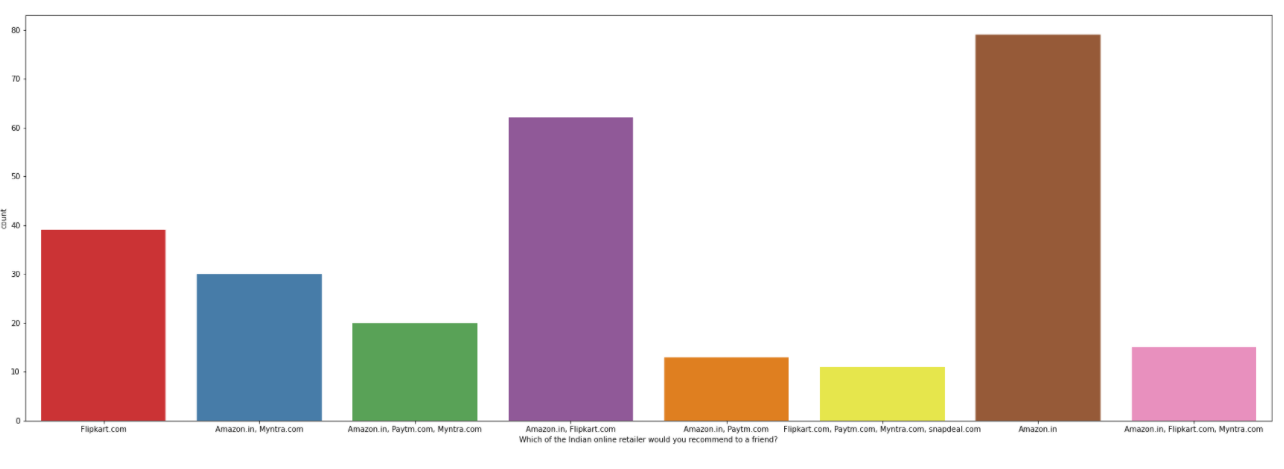 80
70
60
50
40
30
20
10
0
count
Flipkart.com
Amazon.in, Myntra.com
Amazon.in, Paytm.com, Myntra.com
Amazon.in, Flipkart.com
Amazon.in, Paytm.com
Flipkart.com, Paytm.com, Myntra.com, snapdeal.com
Amazon.in
Amazon.in, Flipkart.com, Myntra.com
Which of the Indian online retailer would you recommend to a friend?